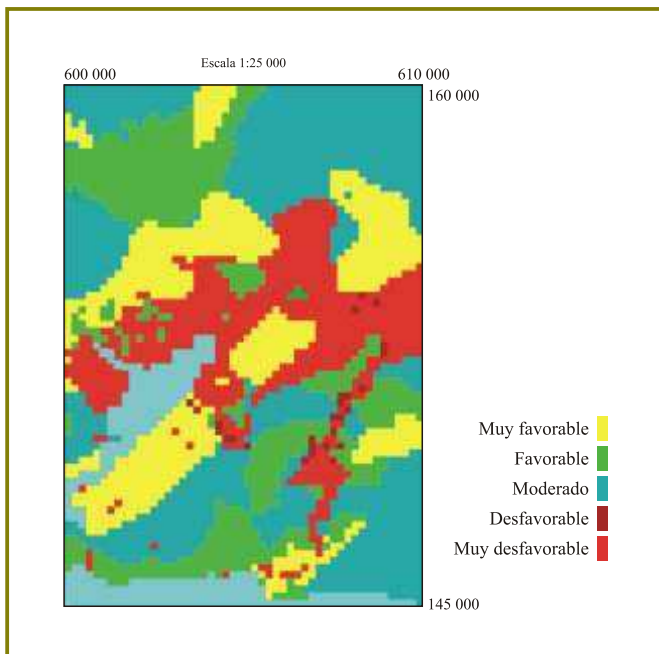 Escala 1:25 000
600 000
610 000
160 000
Muy favorable
Favorable
Moderado
Desfavorable
Muy desfavorable
145 000